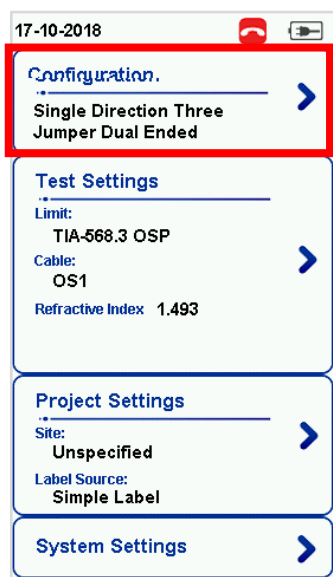 17-10-2018
Configuration.
Single Direction Three
Jumper Dual Ended
Test Settings
Limit:
TIA-568.3 OSP
Cable:
OS1
Refractive Index 1.493
Project Settings
Site:
Unspecified
Label Source:
Simple Label
System Settings